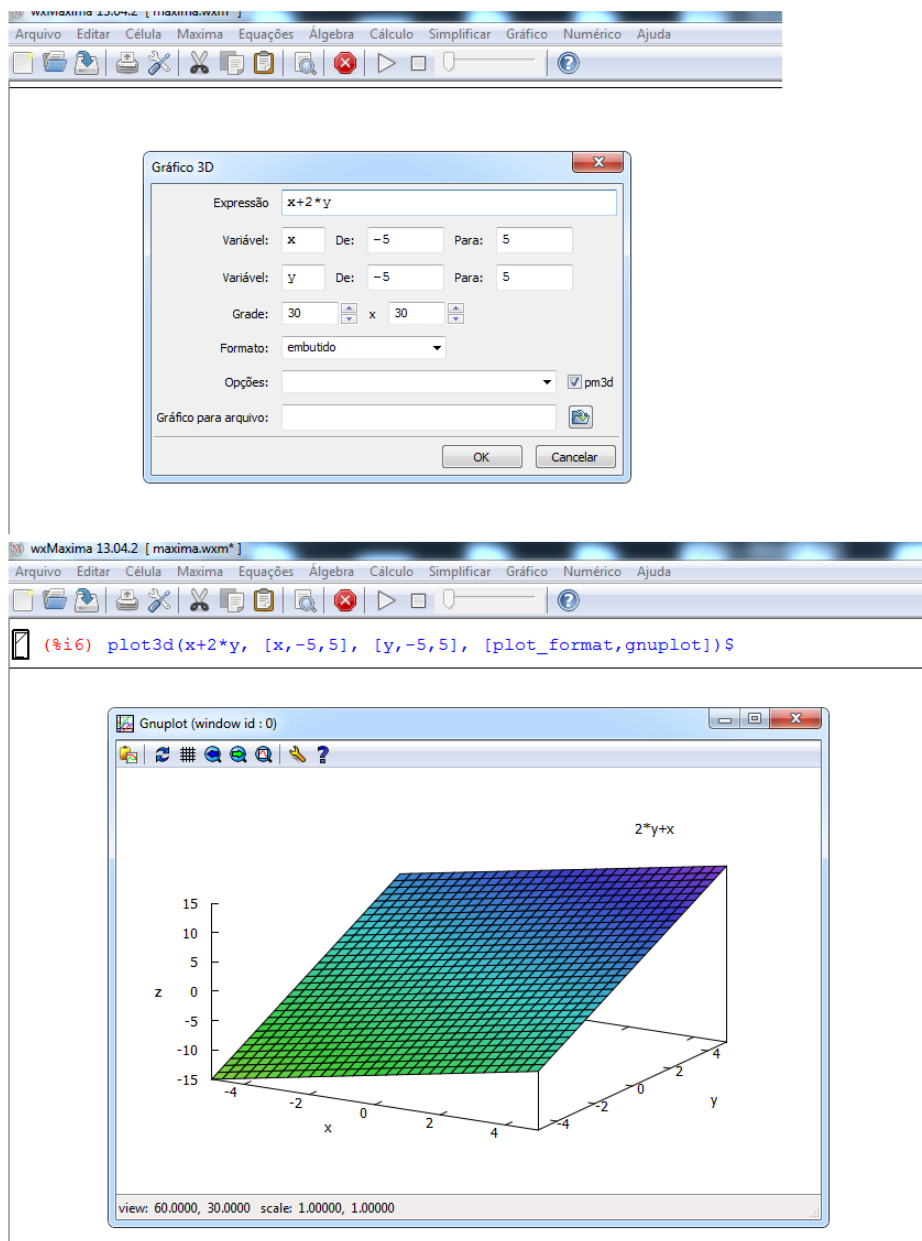 wxMaxima 13.04.2 [ maxima.wxm* ]
Arquivo Editar Célula Maxima Equações Álgebra Cálculo Simplificar Gráfico Numérico Ajuda
Gráfico 3D
Expressão x+2*y
Variável: x De: -5 Para: 5
Variável: y De: -5 Para: 5
Grade: 30 x 30
Formato: embutido
Opções: pm3d
Gráfico para arquivo:
OK Cancelar
wxMaxima 13.04.2 [ maxima.wxm* ]
Arquivo Editar Célula Maxima Equações Álgebra Cálculo Simplificar Gráfico Numérico Ajuda
(%i6) plot3d(x+2*y, [x,-5,5], [y,-5,5], [plot_format,gnuplot])$
Gnuplot (window id : 0)
2*y+x
15
10
5
z 0
-5
-10
-15
-4 -2 0 2 4
x
-4 -2 0 2 4
y
view: 60.0000, 30.0000 scale: 1.00000, 1.00000